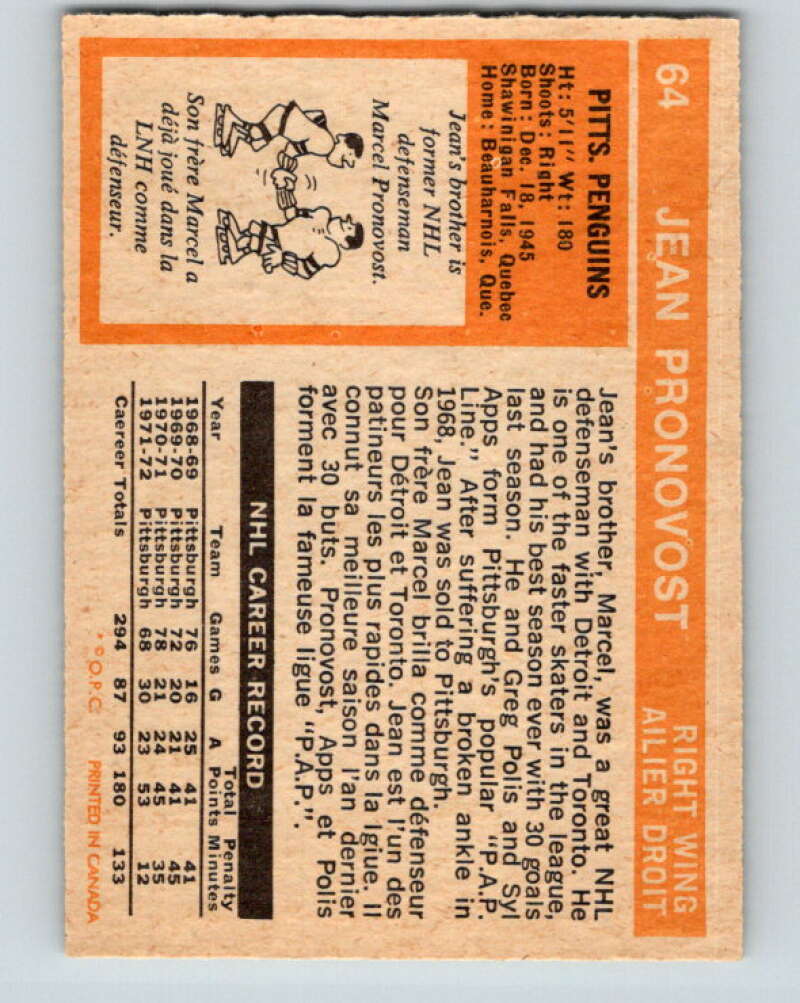 64 JEAN PRONOVOST RIGHT WING
AILIER DROIT
PITTS. PENGUINS
Ht: 5'11" Wt: 180
Shoots: Right
Born: Dec. 18, 1945
Shawinigan Falls, Quebec
Home: Beauharnois, Que.
Jean's brother is
former NHL
defenseman
Marcel Pronovost.
Son frère Marcel a
déjà joué dans la
LNH comme
défenseur.
Jean's brother, Marcel, was a great NHL
defenseman with Detroit and Toronto. He
is one of the faster skaters in the league,
and had his best season ever with 30 goals
last season. He and Greg Polis and Syl
Apps form Pittsburgh's popular "P.A.P.
Line." After suffering a broken ankle in
1968, Jean was sold to Pittsburgh.
Son frère Marcel brilla comme défenseur
pour Détroit et Toronto. Jean est l'un des
patineurs les plus rapides dans la lgiue. Il
connut sa meilleure saison l'an dernier
avec 30 buts. Pronovost, Apps et Polis
forment la fameuse ligue "P.A.P.".
NHL CAREER RECORD
Total Penalty
Year Team Games G A Points Minutes
1968-69 Pittsburgh 76 16 25 41 41
1969-70 Pittsburgh 72 20 21 41 45
1970-71 Pittsburgh 78 21 24 45 35
1971-72 Pittsburgh 68 30 23 53 12
Caereer Totals 294 87 93 180 133
* © O.P.C. PRINTED IN CANADA